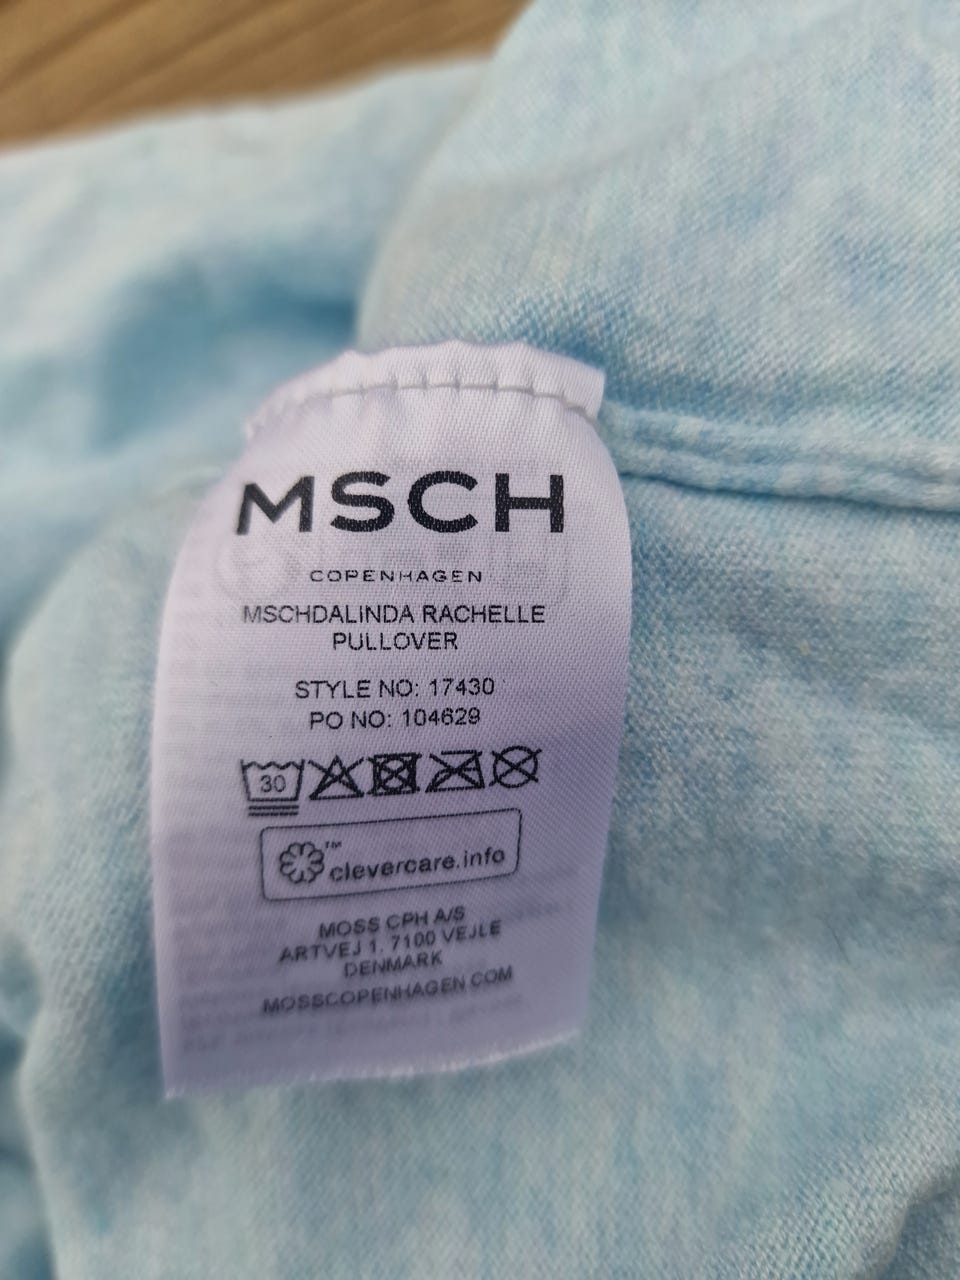 MSCH
COPENHAGEN
MSCHDALINDA RACHELLE
PULLOVER
STYLE NO: 17430
PO NO: 104629
30
™
clevercare.info
MOSS CPH A/S
ARTVEJ 1, 7100 VEJLE
DENMARK
MOSSCOPENHAGEN.COM